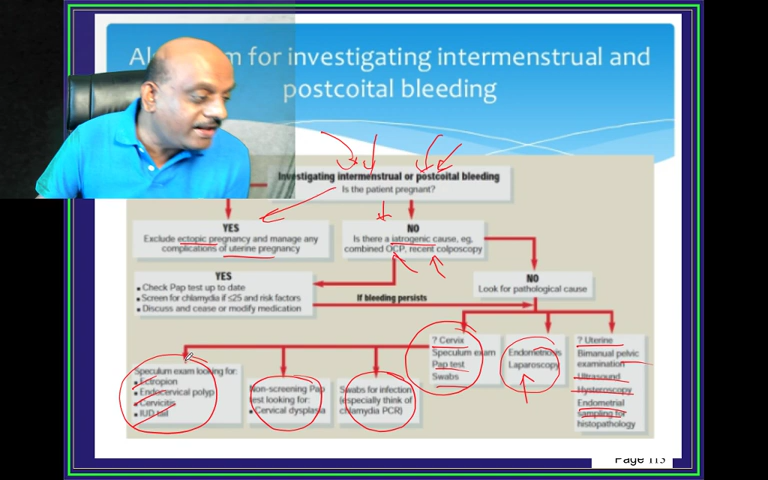 Al for investigating intermenstrual and
postcoital bleeding
Investigating intermenstrual or postcoital bleeding
Is the patient pregnant?
YES
Exclude ectopic pregnancy and manage any
complications of uterine pregnancy
NO
Is there a iatrogenic cause, eg,
combined OCP, recent colposcopy
YES
• Check Pap test up to date
• Screen for chlamydia if ≤25 and risk factors
• Discuss and cease or modify medication
If bleeding persists
NO
Look for pathological cause
Speculum exam looking for:
• Ectropion
• Endocervical polyp
• Cervicitis
• IUD tail
Non-screening Pap
test looking for:
• Cervical dysplasia
Swabs for infection
(especially think of
chlamydia PCR)
? Cervix
Speculum exam
Pap test
Swabs
Endometriosis
Laparoscopy
? Uterine
Bimanual pelvic
examination
Ultrasound
Hysteroscopy
Endometrial
sampling for
histopathology
Page 113